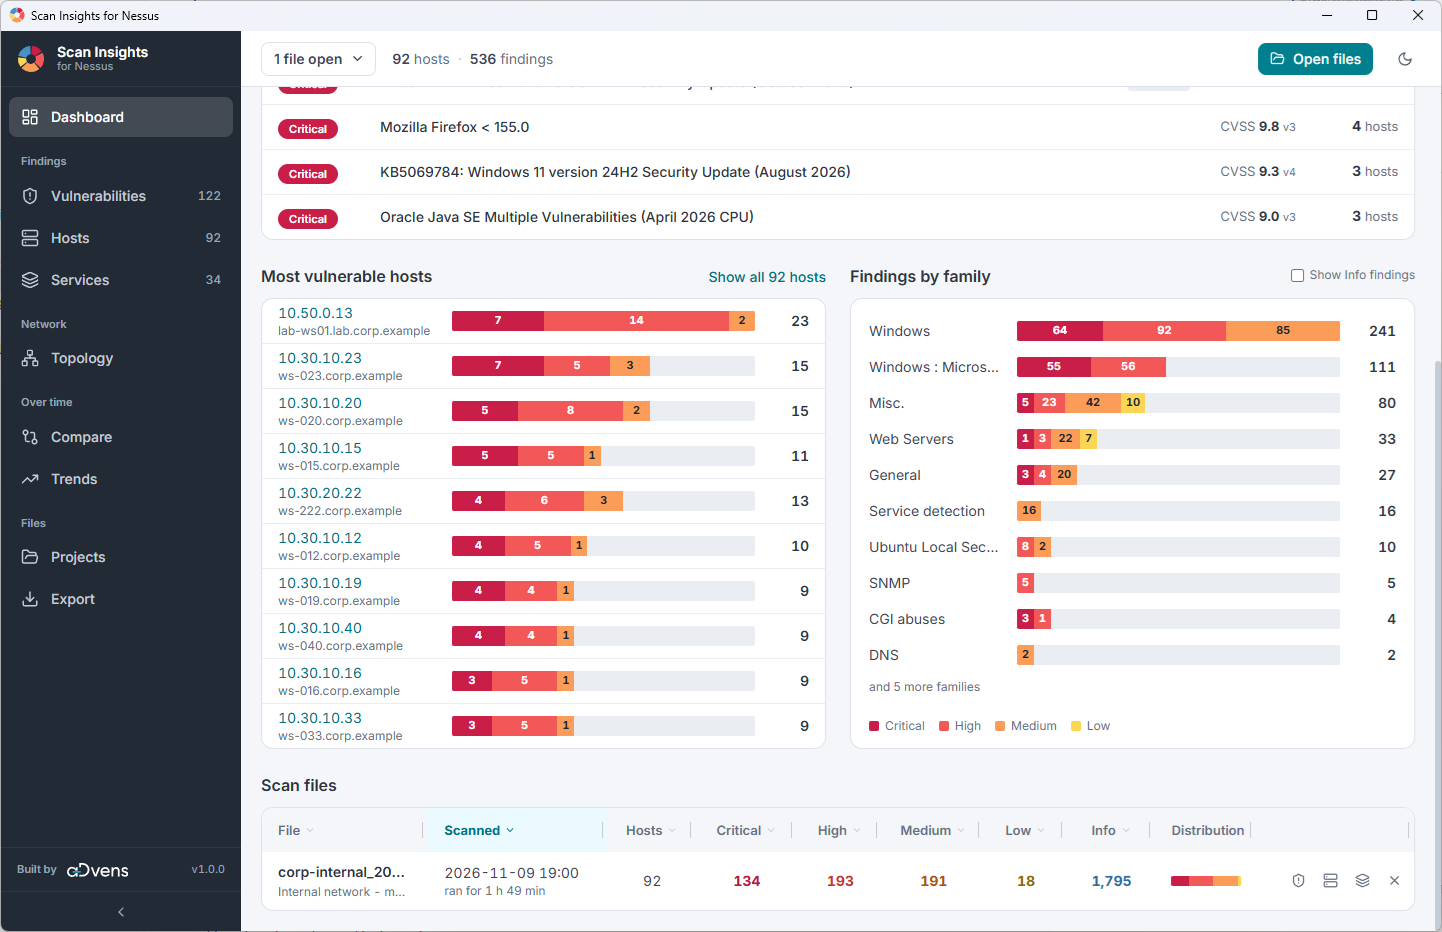 Scan Insights for Nessus
Scan Insights
for Nessus
1 file open
92 hosts · 536 findings
Open files
Dashboard
Findings
Vulnerabilities 122
Hosts 92
Services 34
Network
Topology
Over time
Compare
Trends
Files
Projects
Export
Built by advens v1.0.0
Critical Mozilla Firefox < 155.0 CVSS 9.8 v3 4 hosts
Critical KB5069784: Windows 11 version 24H2 Security Update (August 2026) CVSS 9.3 v4 3 hosts
Critical Oracle Java SE Multiple Vulnerabilities (April 2026 CPU) CVSS 9.0 v3 3 hosts
Most vulnerable hosts Show all 92 hosts
10.50.0.13
lab-ws01.lab.corp.example 7 14 2 23
10.30.10.23
ws-023.corp.example 7 5 3 15
10.30.10.20
ws-020.corp.example 5 8 2 15
10.30.10.15
ws-015.corp.example 5 5 1 11
10.30.20.22
ws-222.corp.example 4 6 3 13
10.30.10.12
ws-012.corp.example 4 5 1 10
10.30.10.19
ws-019.corp.example 4 4 1 9
10.30.10.40
ws-040.corp.example 4 4 1 9
10.30.10.16
ws-016.corp.example 3 5 1 9
10.30.10.33
ws-033.corp.example 3 5 1 9
Findings by family Show Info findings
Windows 64 92 85 241
Windows : Micros... 55 56 111
Misc. 5 23 42 10 80
Web Servers 1 3 22 7 33
General 3 4 20 27
Service detection 16 16
Ubuntu Local Sec... 8 2 10
SNMP 5 5
CGI abuses 3 1 4
DNS 2 2
and 5 more families
Critical High Medium Low
Scan files
File Scanned Hosts Critical High Medium Low Info Distribution
corp-internal_20... 2026-11-09 19:00 92 134 193 191 18 1,795
Internal network - m... ran for 1 h 49 min